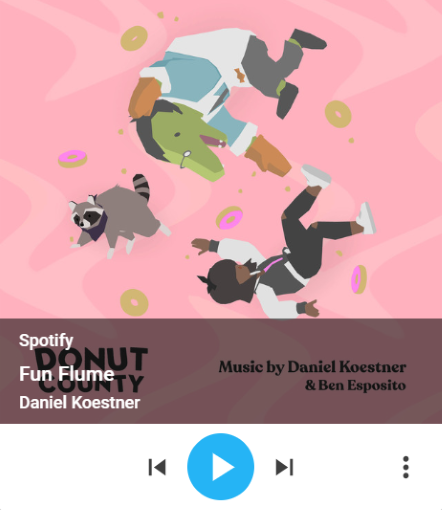 Spotify
DONUT
Fun Flume
COUNTY
Daniel Koestner
Music by Daniel Koestner
& Ben Esposito